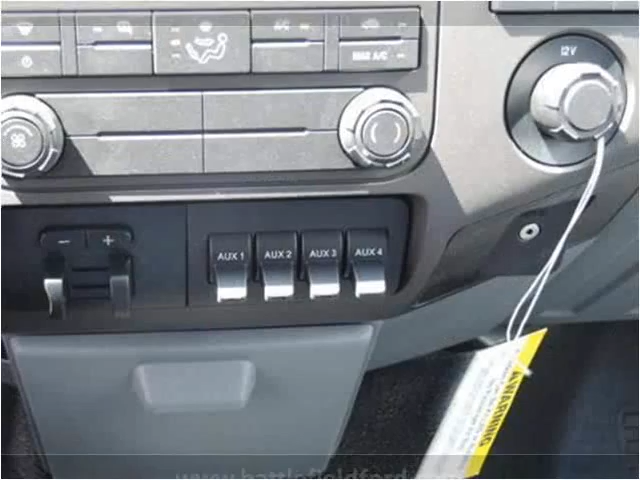 A/C
MAX A/C
12V
− +
AUX 1 AUX 2 AUX 3 AUX 4
WARNING
www.battlefieldford.com